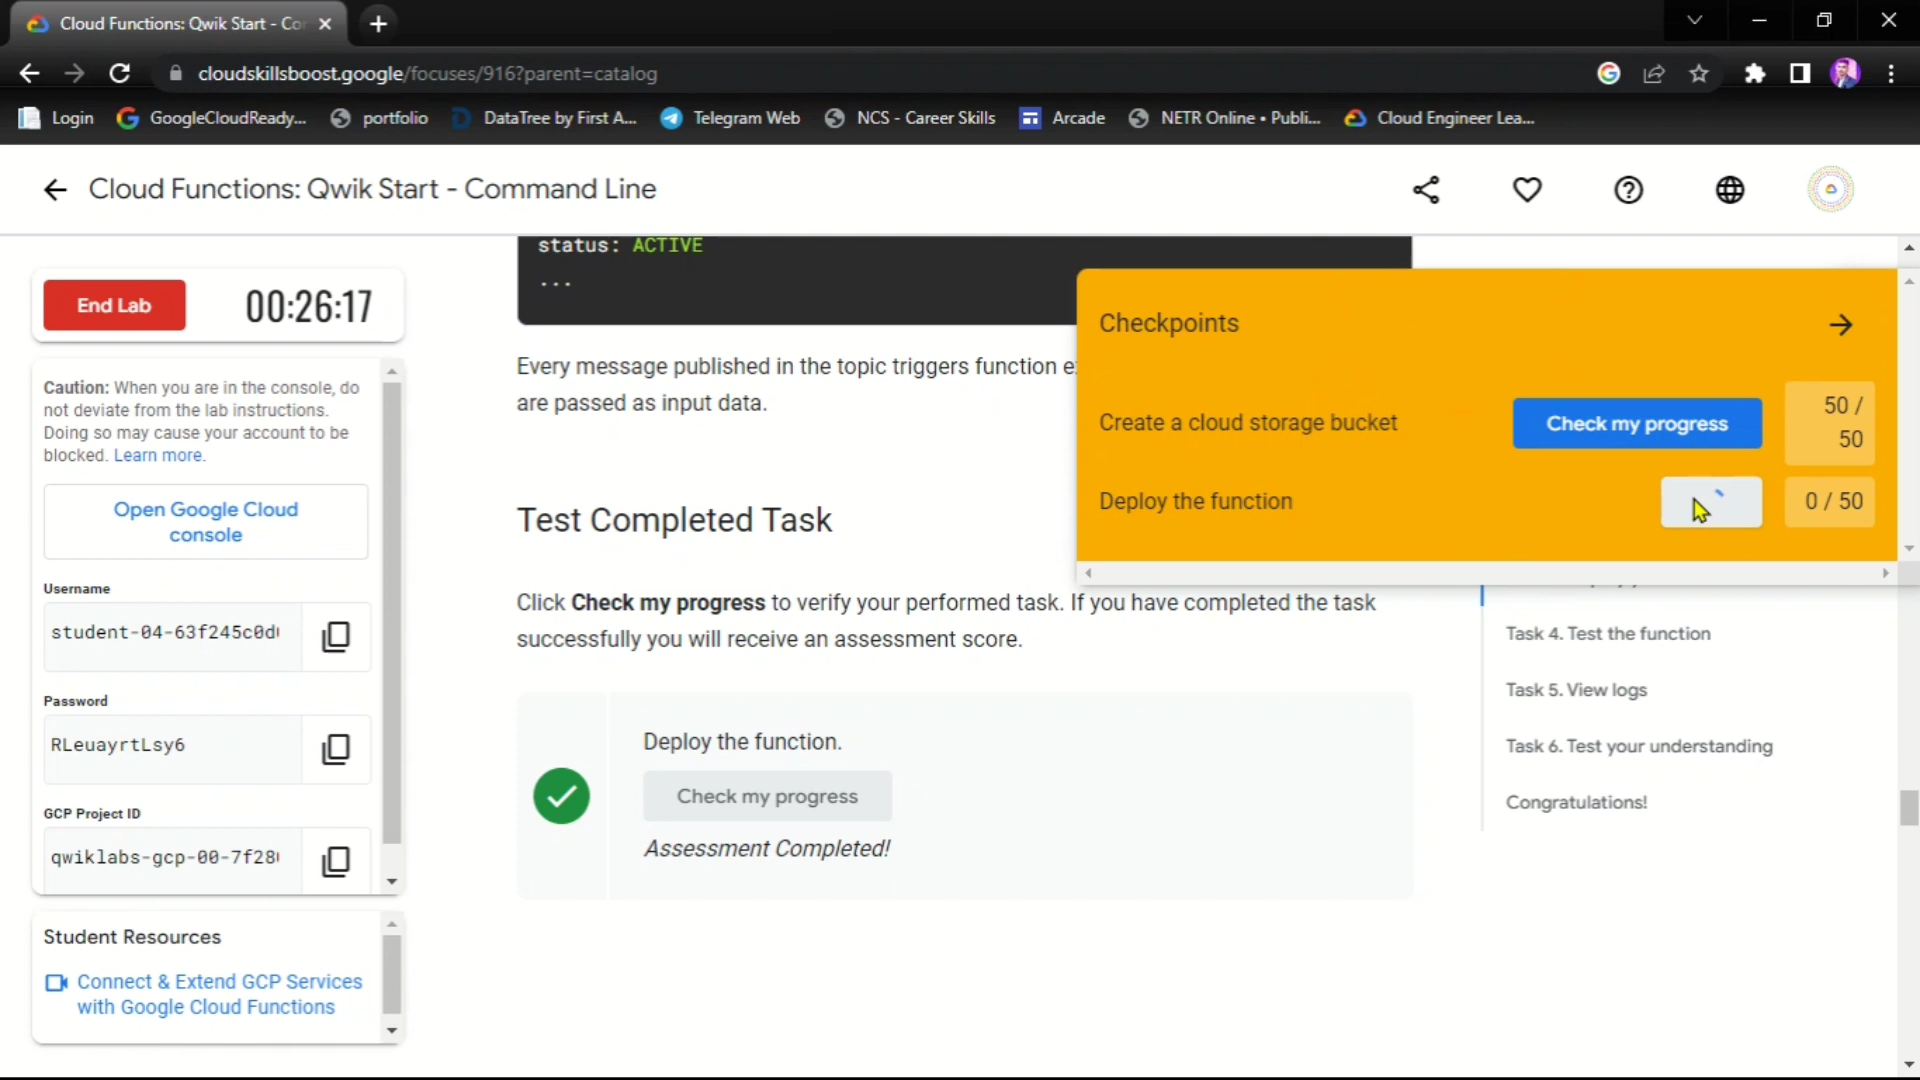 Cloud Functions: Qwik Start - Co
cloudskillsboost.google/focuses/916?parent=catalog
Login
GoogleCloudReady...
portfolio
DataTree by First A...
Telegram Web
NCS - Career Skills
Arcade
NETR Online • Publi...
Cloud Engineer Lea...
Cloud Functions: Qwik Start - Command Line
End Lab
00:26:17
Caution: When you are in the console, do
not deviate from the lab instructions.
Doing so may cause your account to be
blocked. Learn more.
Open Google Cloud
console
Username
student-04-63f245c0d
Password
RLeuayrtLsy6
GCP Project ID
qwiklabs-gcp-00-7f28
Student Resources
Connect & Extend GCP Services
with Google Cloud Functions
status: ACTIVE
...
Every message published in the topic triggers function e
are passed as input data.
Test Completed Task
Click Check my progress to verify your performed task. If you have completed the task
successfully you will receive an assessment score.
Deploy the function.
Check my progress
Assessment Completed!
Checkpoints
Create a cloud storage bucket
Check my progress
50 /
50
Deploy the function
0 / 50
Task 4. Test the function
Task 5. View logs
Task 6. Test your understanding
Congratulations!